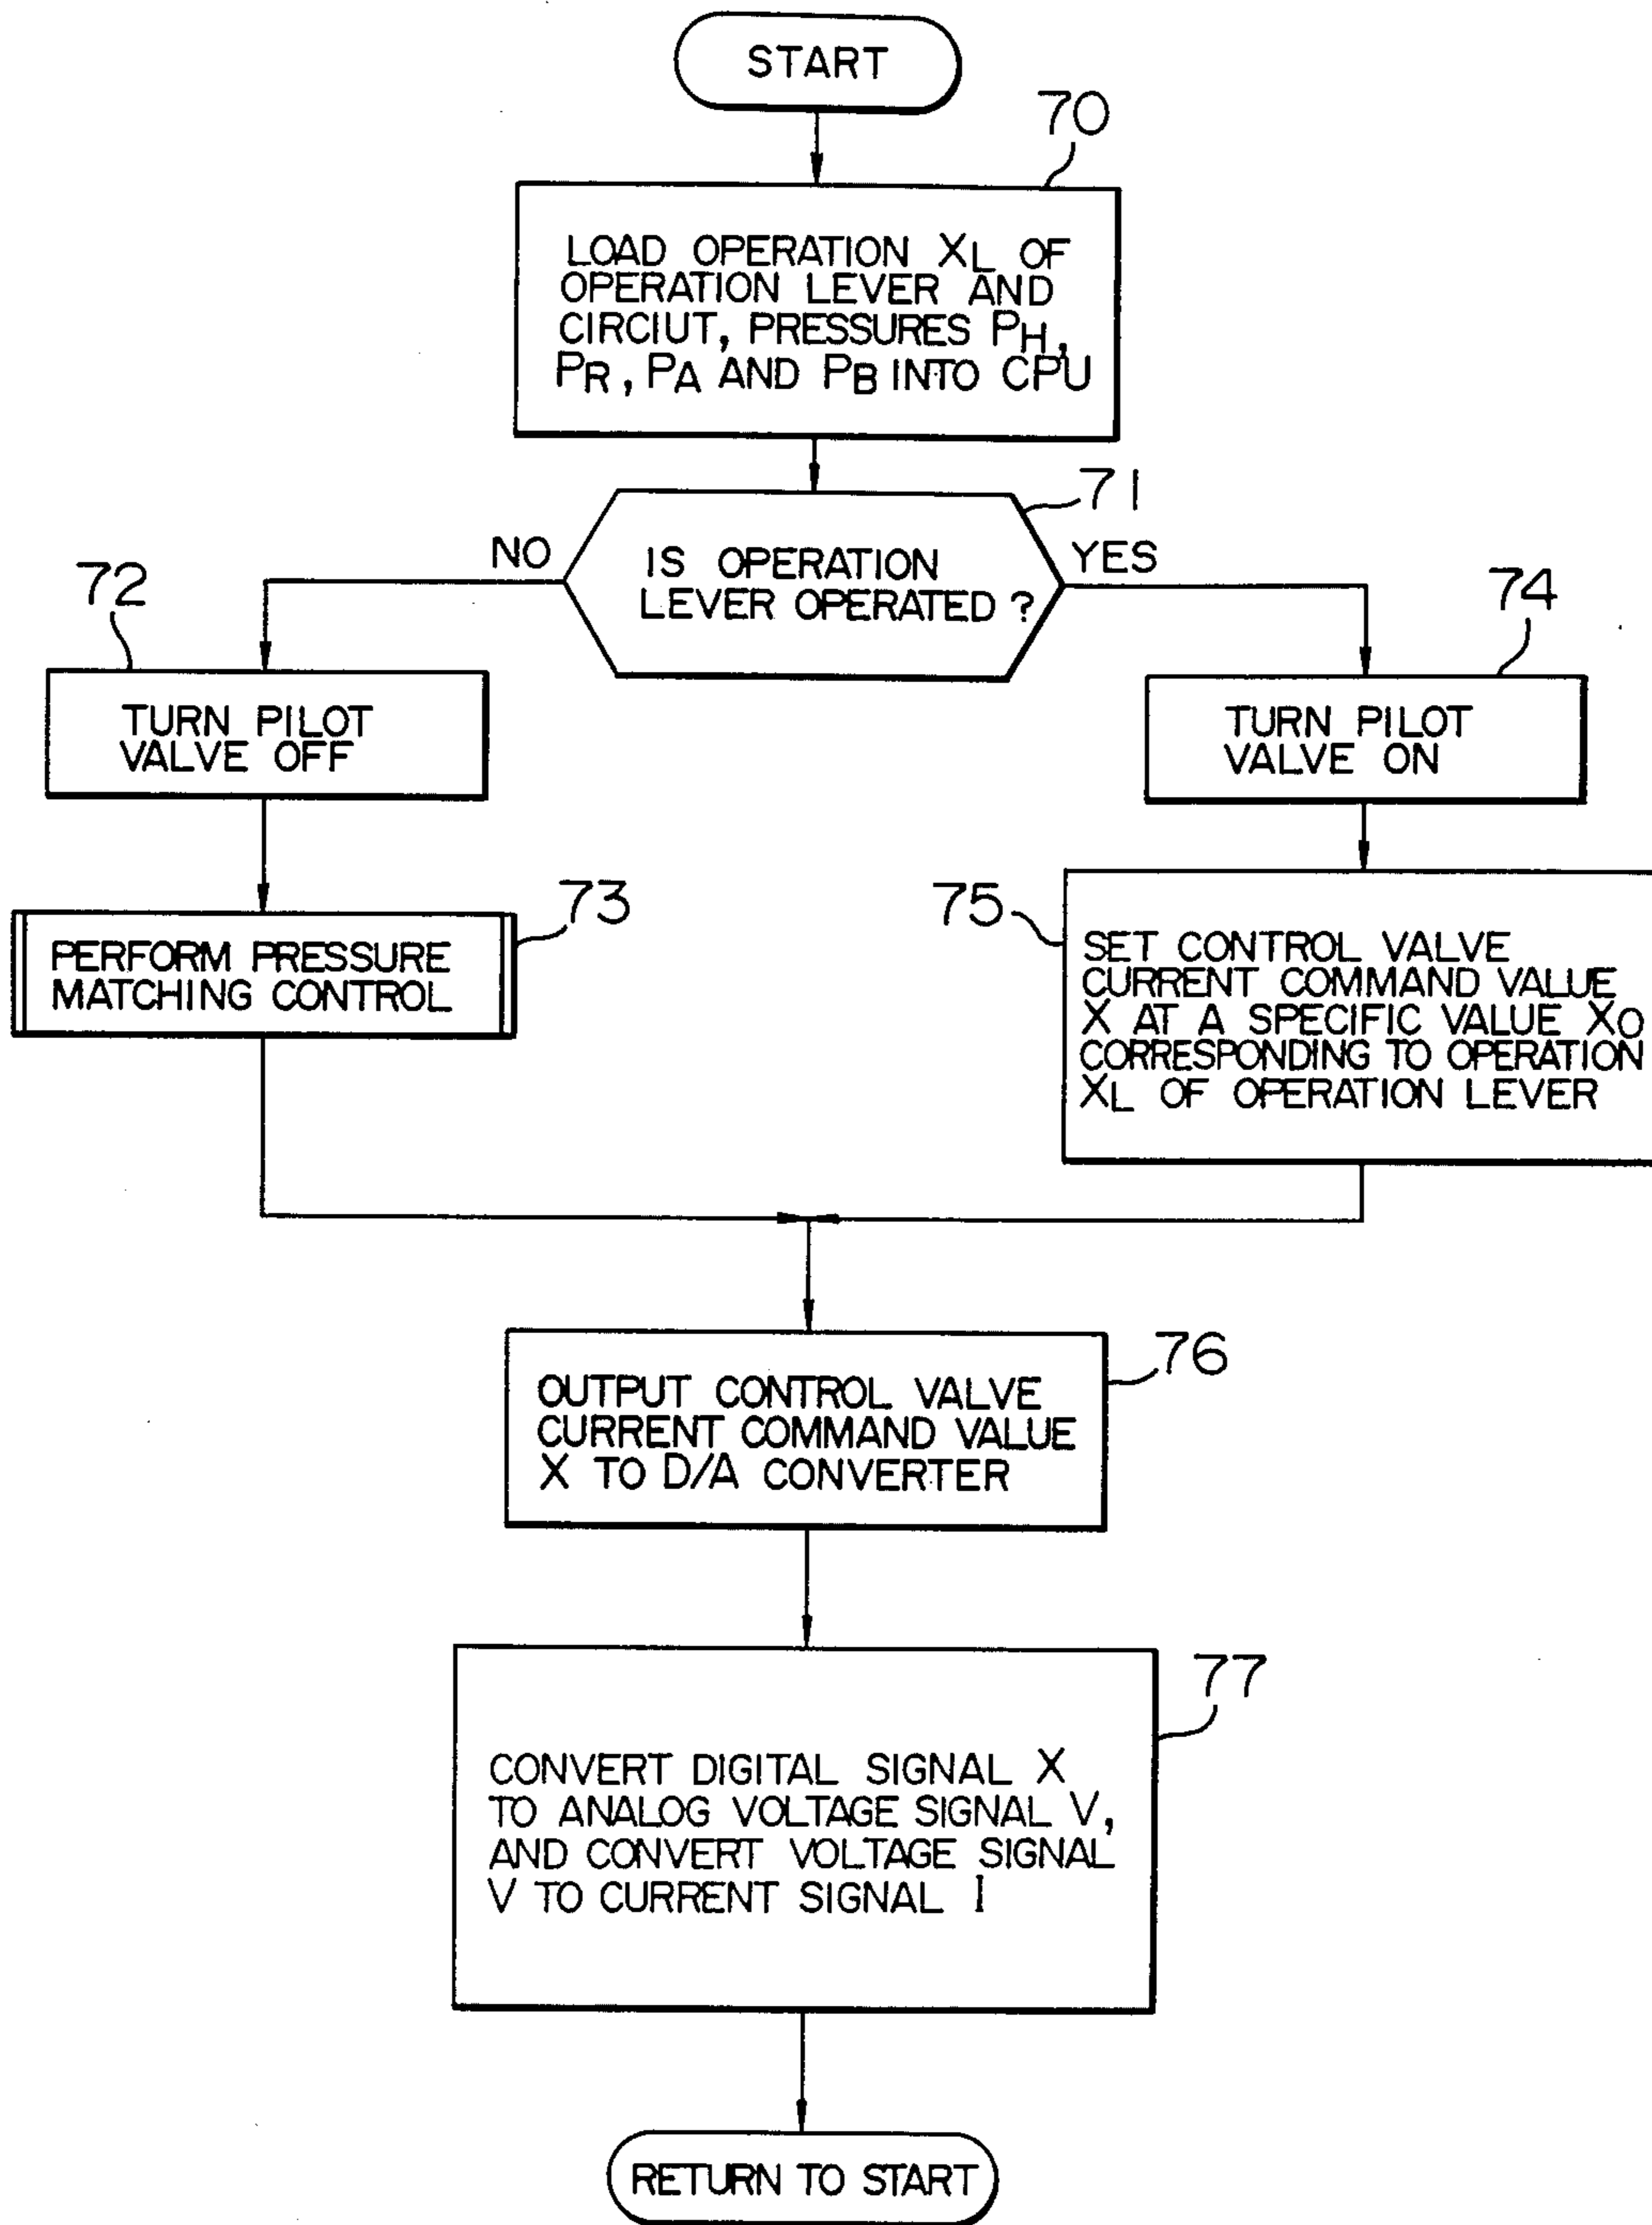 START
70
LOAD OPERATION XL OF
OPERATION LEVER AND
CIRCIUT, PRESSURES PH,
PR, PA AND PB INTO CPU
71
NO
IS OPERATION
LEVER OPERATED ?
YES
72
TURN PILOT
VALVE OFF
74
TURN PILOT
VALVE ON
73
PERFORM PRESSURE
MATCHING CONTROL
75
SET CONTROL VALVE
CURRENT COMMAND VALUE
X AT A SPECIFIC VALUE XO
CORRESPONDING TO OPERATION
XL OF OPERATION LEVER
76
OUTPUT CONTROL VALVE
CURRENT COMMAND VALUE
X TO D/A CONVERTER
77
CONVERT DIGITAL SIGNAL X
TO ANALOG VOLTAGE SIGNAL V,
AND CONVERT VOLTAGE SIGNAL
V TO CURRENT SIGNAL I
RETURN TO START